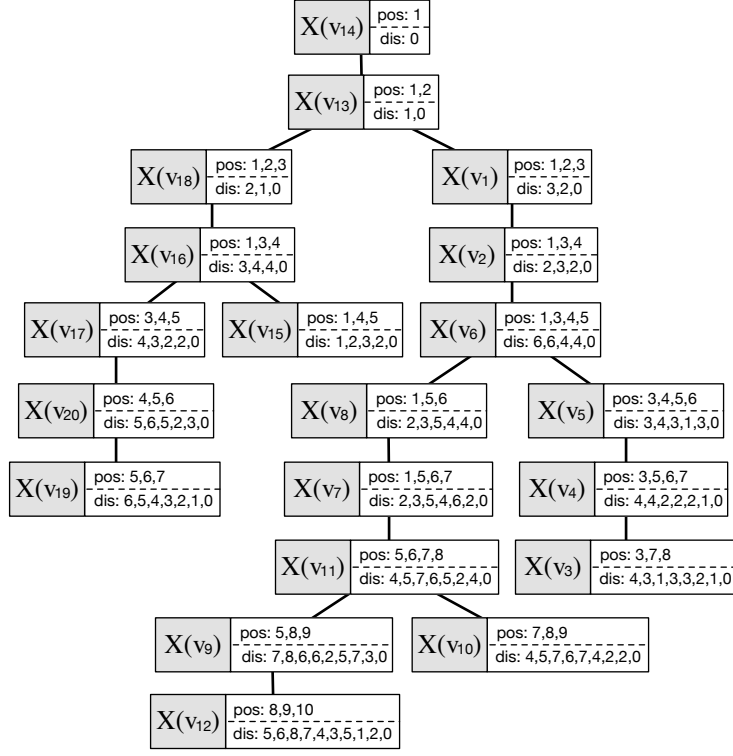 X(v14)
pos: 1
dis: 0
X(v13)
pos: 1,2
dis: 1,0
X(v18)
pos: 1,2,3
dis: 2,1,0
X(v1)
pos: 1,2,3
dis: 3,2,0
X(v16)
pos: 1,3,4
dis: 3,4,4,0
X(v2)
pos: 1,3,4
dis: 2,3,2,0
X(v17)
pos: 3,4,5
dis: 4,3,2,2,0
X(v15)
pos: 1,4,5
dis: 1,2,3,2,0
X(v6)
pos: 1,3,4,5
dis: 6,6,4,4,0
X(v20)
pos: 4,5,6
dis: 5,6,5,2,3,0
X(v8)
pos: 1,5,6
dis: 2,3,5,4,4,0
X(v5)
pos: 3,4,5,6
dis: 3,4,3,1,3,0
X(v19)
pos: 5,6,7
dis: 6,5,4,3,2,1,0
X(v7)
pos: 1,5,6,7
dis: 2,3,5,4,6,2,0
X(v4)
pos: 3,5,6,7
dis: 4,4,2,2,2,1,0
X(v11)
pos: 5,6,7,8
dis: 4,5,7,6,5,2,4,0
X(v3)
pos: 3,7,8
dis: 4,3,1,3,3,2,1,0
X(v9)
pos: 5,8,9
dis: 7,8,6,6,2,5,7,3,0
X(v10)
pos: 7,8,9
dis: 4,5,7,6,7,4,2,2,0
X(v12)
pos: 8,9,10
dis: 5,6,8,7,4,3,5,1,2,0